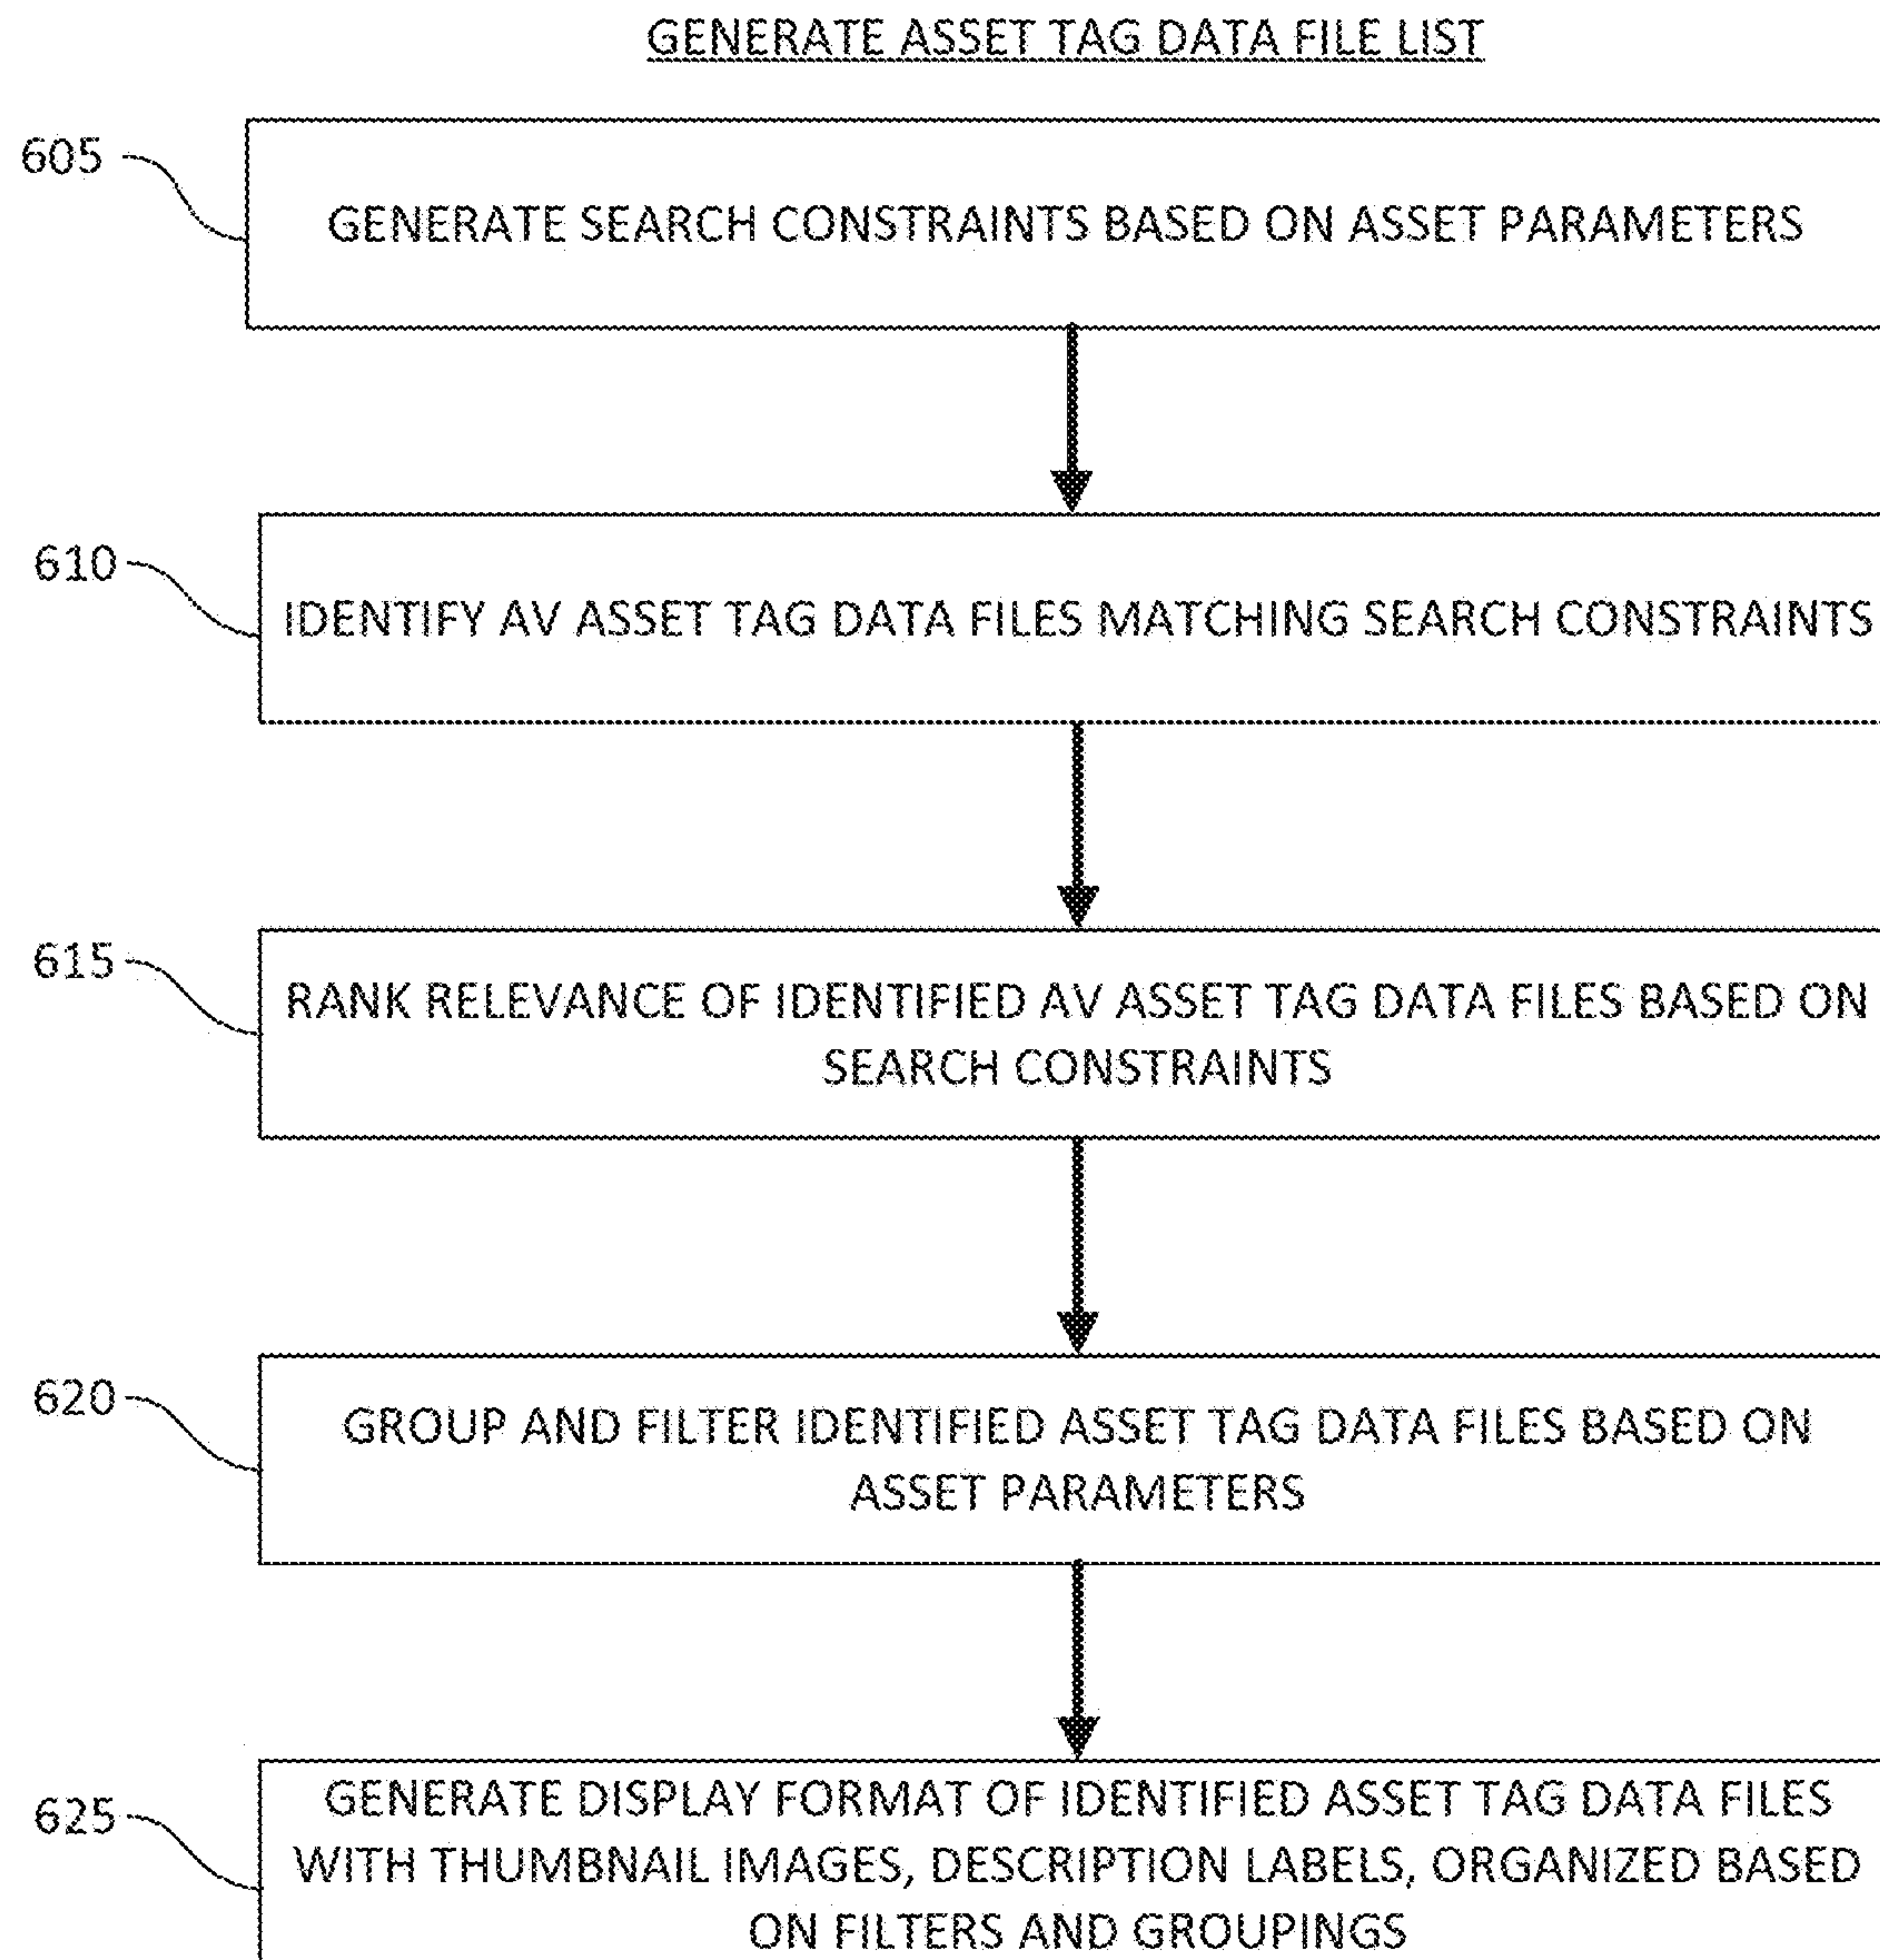 GENERATE ASSET TAG DATA FILE LIST
605
GENERATE SEARCH CONSTRAINTS BASED ON ASSET PARAMETERS
610
IDENTIFY AV ASSET TAG DATA FILES MATCHING SEARCH CONSTRAINTS
615
RANK RELEVANCE OF IDENTIFIED AV ASSET TAG DATA FILES BASED ON
SEARCH CONSTRAINTS
620
GROUP AND FILTER IDENTIFIED ASSET TAG DATA FILES BASED ON
ASSET PARAMETERS
625
GENERATE DISPLAY FORMAT OF IDENTIFIED ASSET TAG DATA FILES
WITH THUMBNAIL IMAGES, DESCRIPTION LABELS, ORGANIZED BASED
ON FILTERS AND GROUPINGS